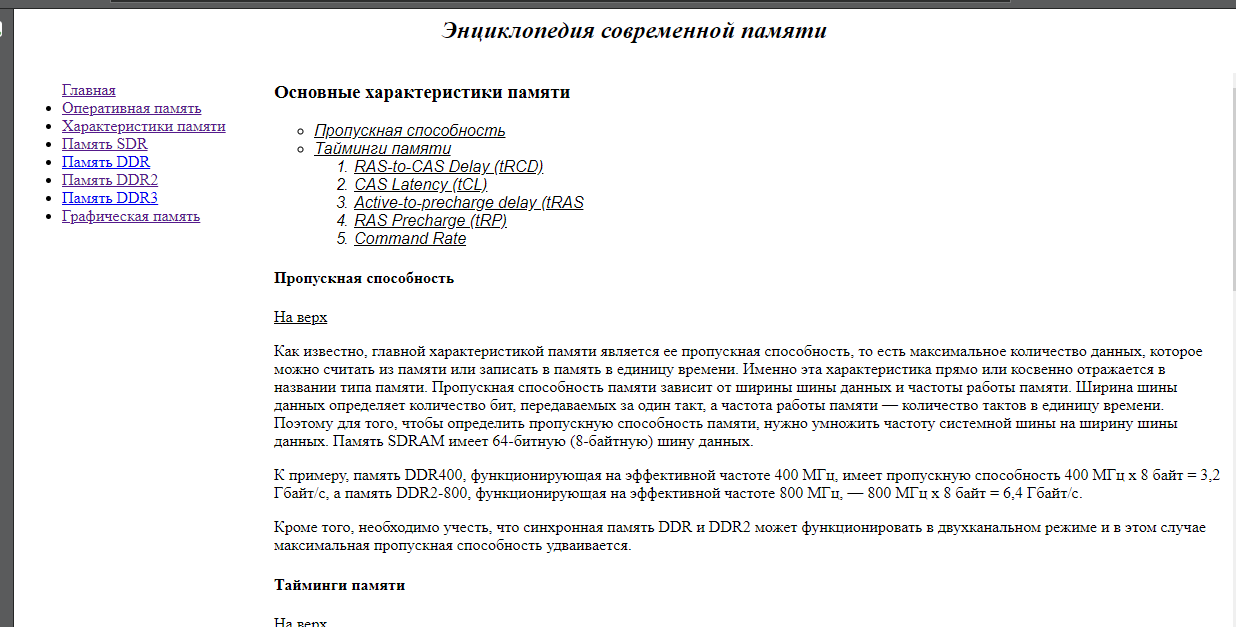 Энциклопедия современной памяти
Главная
Оперативная память
Характеристики памяти
Память SDR
Память DDR
Память DDR2
Память DDR3
Графическая память
Основные характеристики памяти
Пропускная способность
Тайминги памяти
1. RAS-to-CAS Delay (tRCD)
2. CAS Latency (tCL)
3. Active-to-precharge delay (tRAS
4. RAS Precharge (tRP)
5. Command Rate
Пропускная способность
На верх
Как известно, главной характеристикой памяти является ее пропускная способность, то есть максимальное количество данных, которое
можно считать из памяти или записать в память в единицу времени. Именно эта характеристика прямо или косвенно отражается в
названии типа памяти. Пропускная способность памяти зависит от ширины шины данных и частоты работы памяти. Ширина шины
данных определяет количество бит, передаваемых за один такт, а частота работы памяти — количество тактов в единицу времени.
Поэтому для того, чтобы определить пропускную способность памяти, нужно умножить частоту системной шины на ширину шины
данных. Память SDRAM имеет 64-битную (8-байтную) шину данных.
К примеру, память DDR400, функционирующая на эффективной частоте 400 МГц, имеет пропускную способность 400 МГц х 8 байт = 3,2
Гбайт/с, а память DDR2-800, функционирующая на эффективной частоте 800 МГц, — 800 МГц х 8 байт = 6,4 Гбайт/с.
Кроме того, необходимо учесть, что синхронная память DDR и DDR2 может функционировать в двухканальном режиме и в этом случае
максимальная пропускная способность удваивается.
Тайминги памяти
На верх